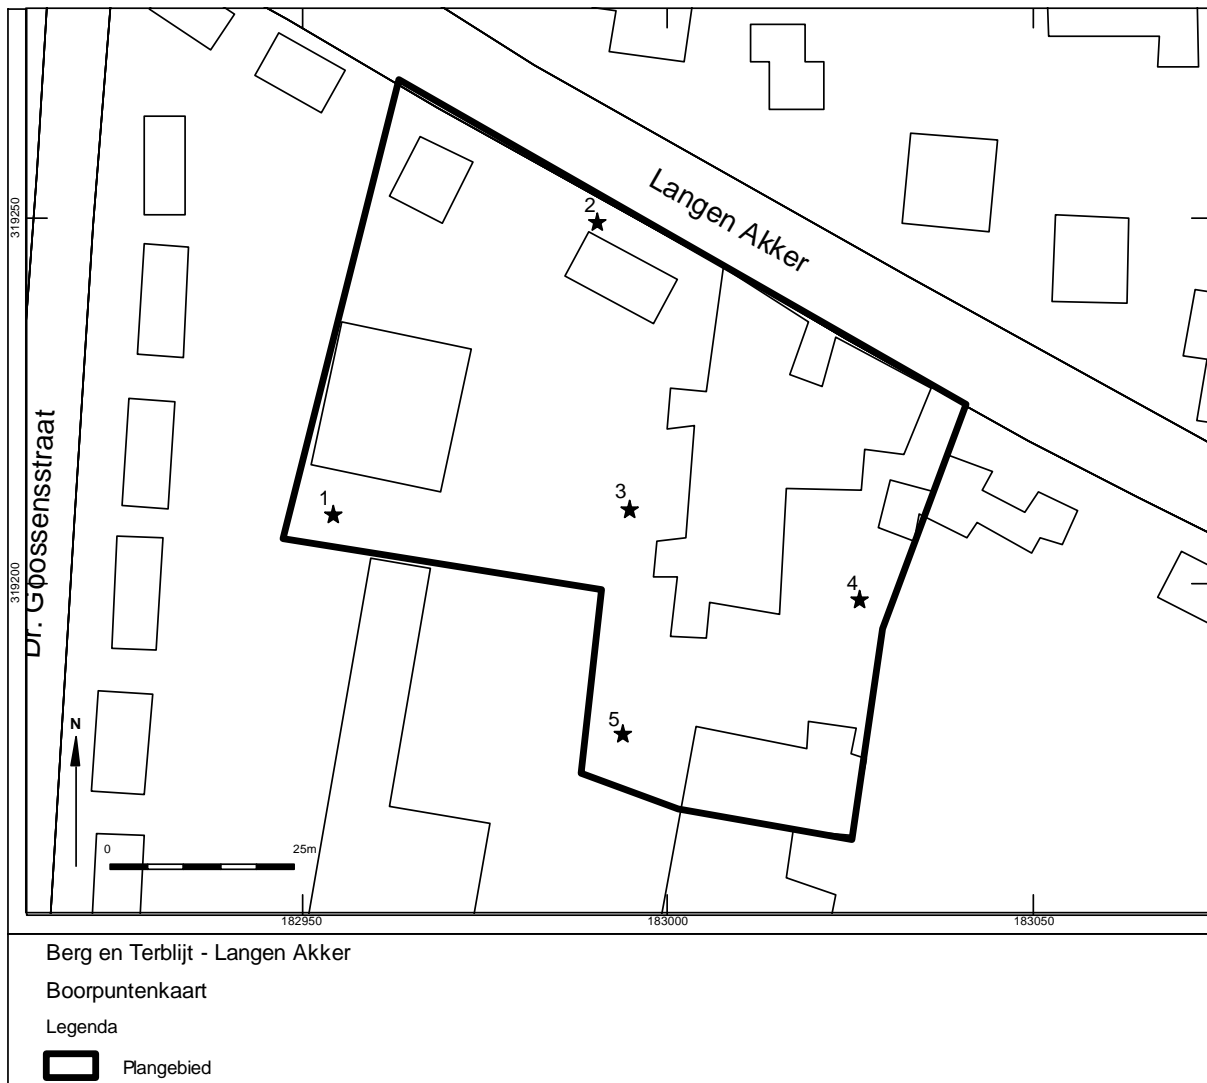 Langen Akker
2
319250
Dr. Goossensstraat
1
3
319200
4
5
N
0 25m
182950 183000 183050
Berg en Terblijt - Langen Akker
Boorpuntenkaart
Legenda
Plangebied